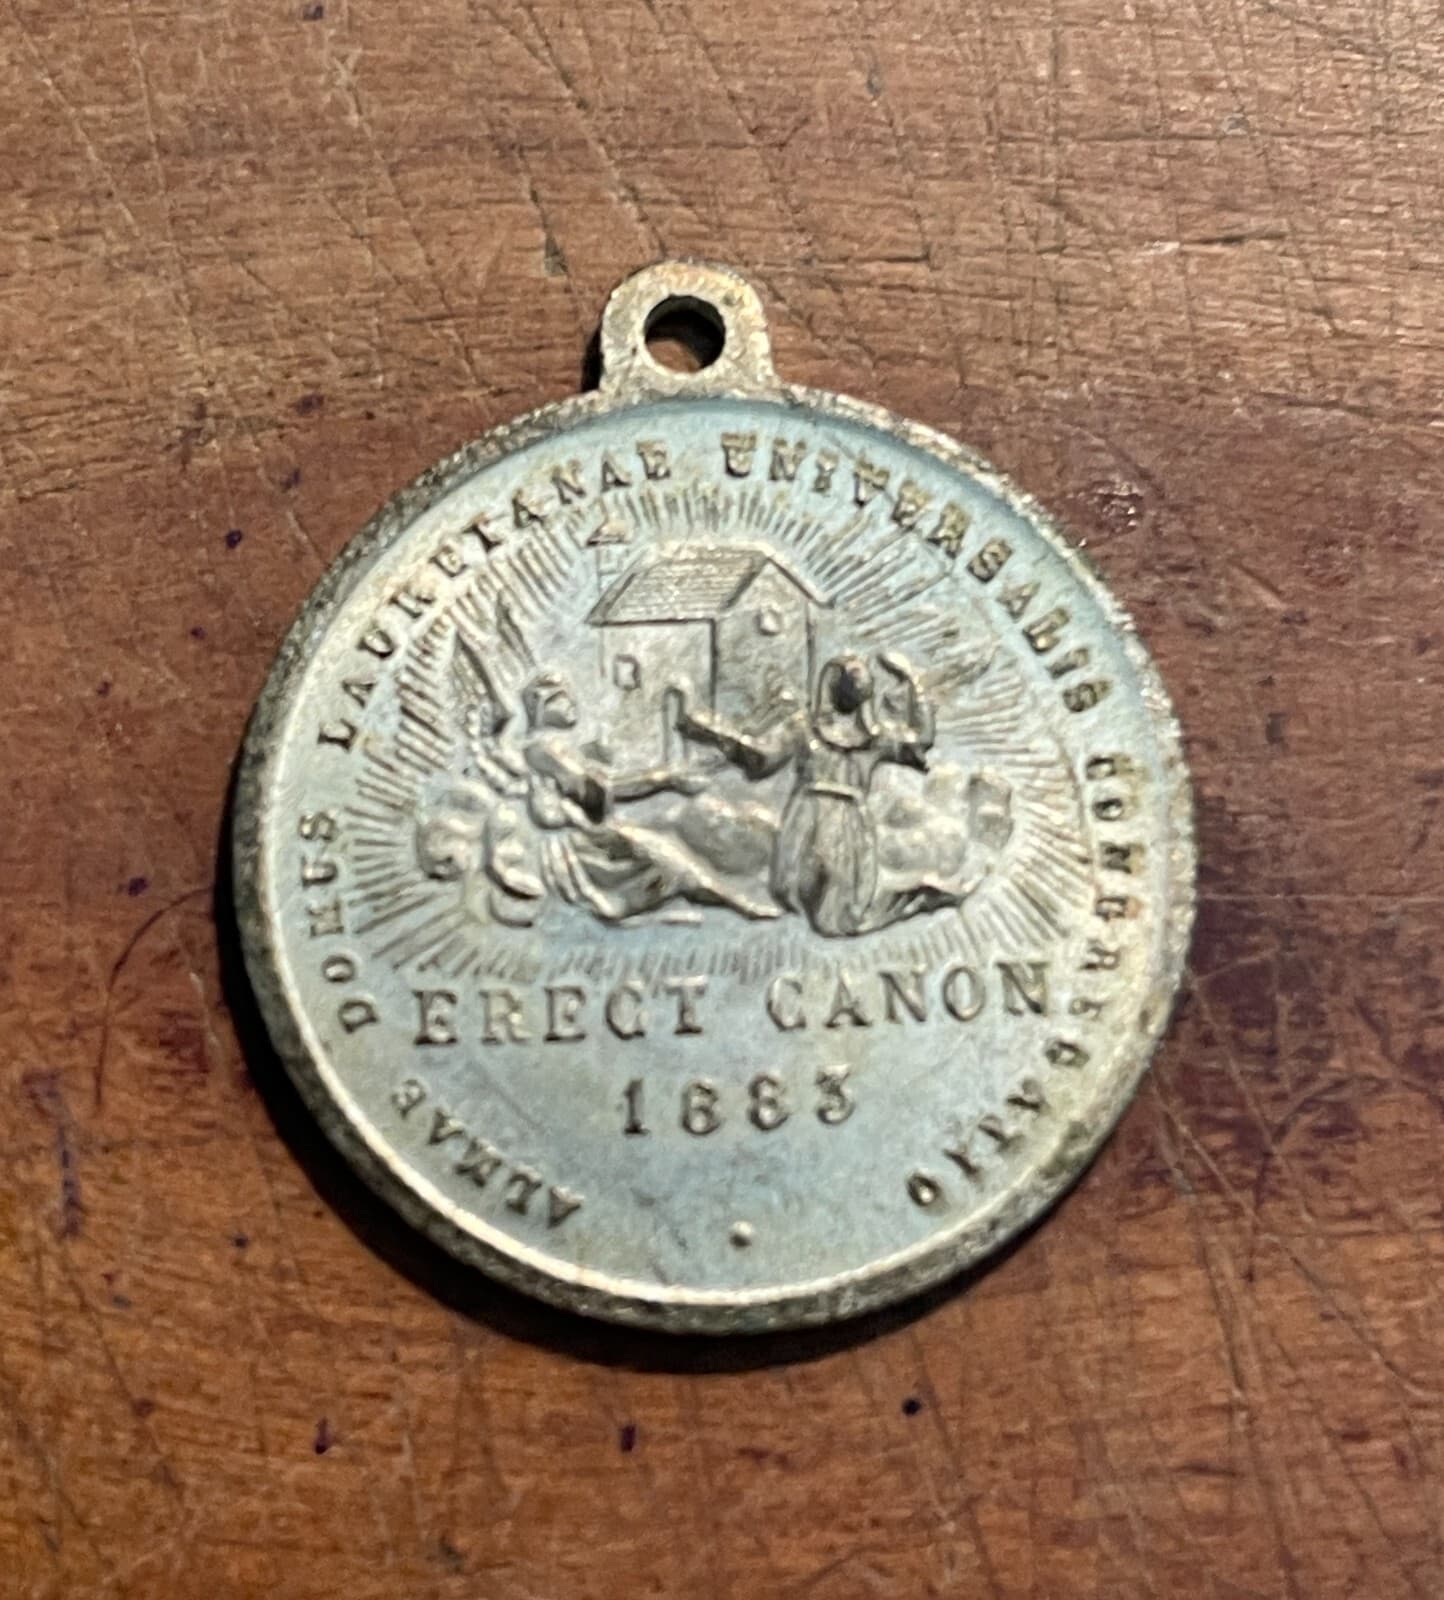 ALMAE DOMUS LAURETANAE UNIVERSALIS CONGREGATIO
ERECT CANON
1883